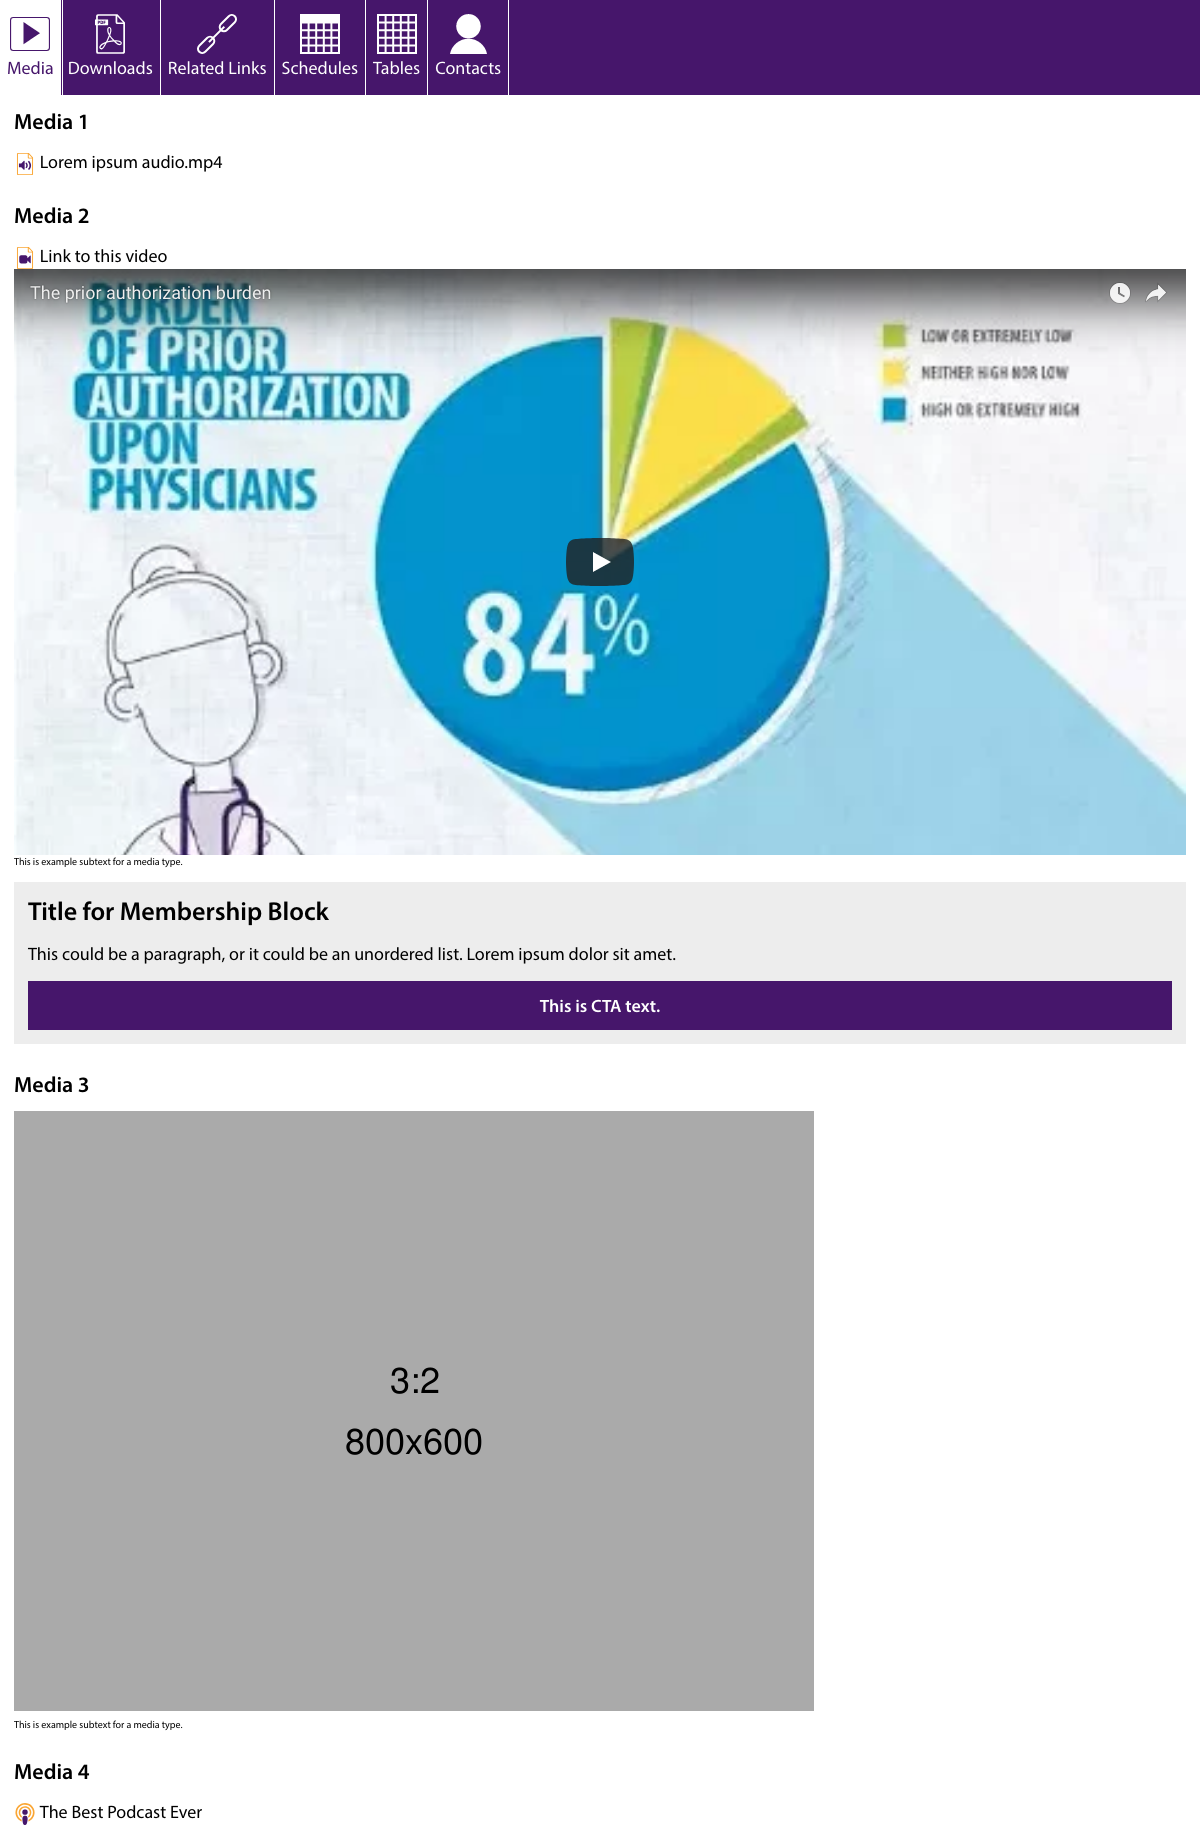 Media
Downloads
Related Links
Schedules
Tables
Contacts
Media 1
Lorem ipsum audio.mp4
Media 2
Link to this video
The prior authorization burden
BURDEN
OF PRIOR
AUTHORIZATION
UPON
PHYSICIANS
LOW OR EXTREMELY LOW
NEITHER HIGH NOR LOW
HIGH OR EXTREMELY HIGH
84%
This is example subtext for a media type.
Title for Membership Block
This could be a paragraph, or it could be an unordered list. Lorem ipsum dolor sit amet.
This is CTA text.
Media 3
3:2
800x600
This is example subtext for a media type.
Media 4
The Best Podcast Ever